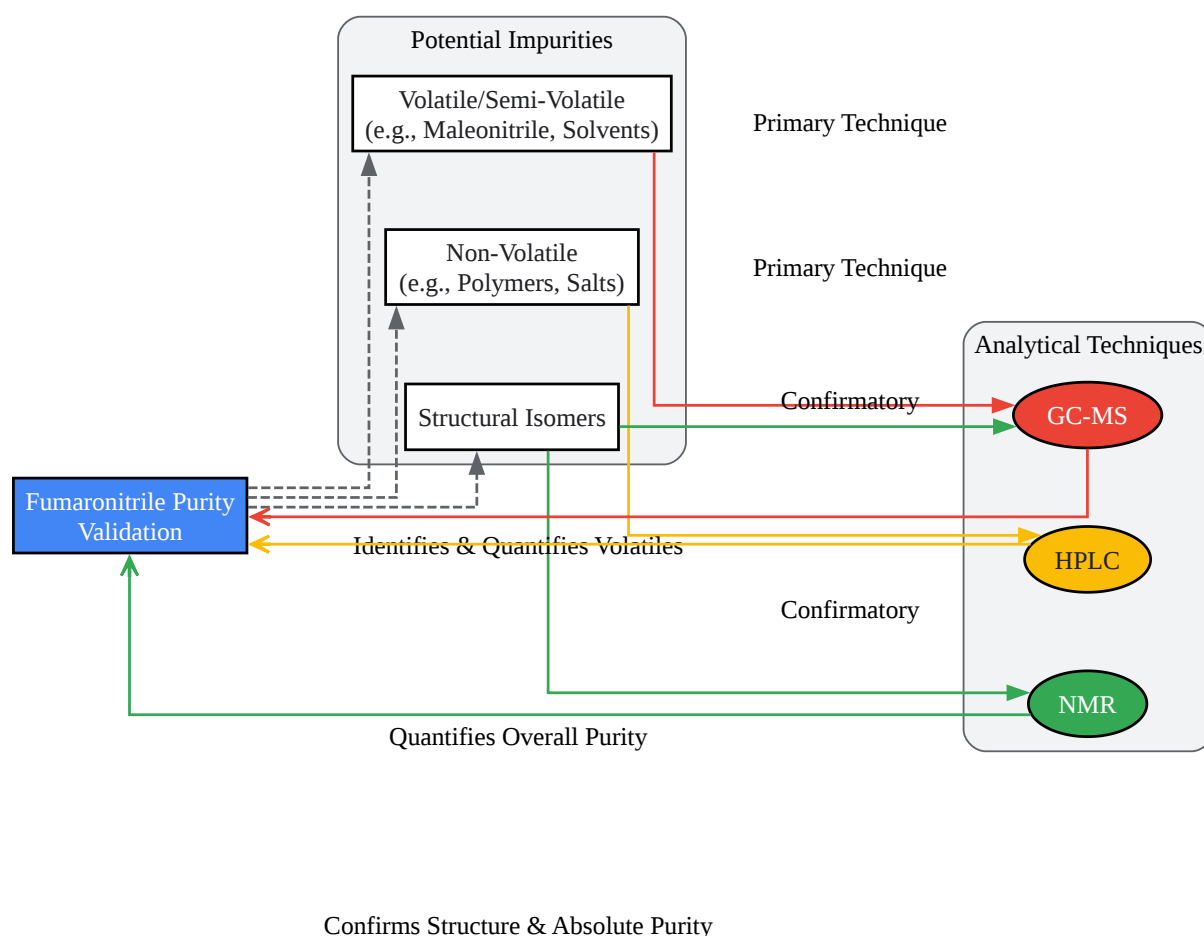 Potential Impurities
Volatile/Semi-Volatile
(e.g., Maleonitrile, Solvents)
Primary Technique
Non-Volatile
(e.g., Polymers, Salts)
Primary Technique
Analytical Techniques
Structural Isomers
Confirmatory
GC-MS
Fumaronitrile Purity
Validation
Identifies & Quantifies Volatiles
HPLC
Confirmatory
NMR
Quantifies Overall Purity
Confirms Structure & Absolute Purity